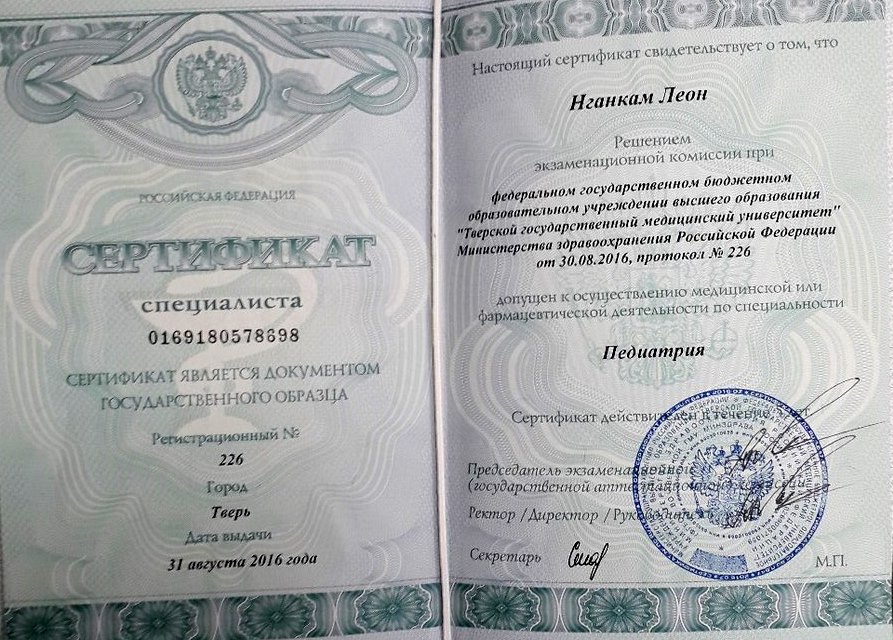 РОССИЙСКАЯ ФЕДЕРАЦИЯ
СЕРТИФИКАТ
специалиста
0169180578698
СЕРТИФИКАТ ЯВЛЯЕТСЯ ДОКУМЕНТОМ
ГОСУДАРСТВЕННОГО ОБРАЗЦА
Регистрационный №
226
Город
Тверь
Дата выдачи
31 августа 2016 года
Настоящий сертификат свидетельствует о том, что
Нганкам Леон
Решением
экзаменационной комиссии при
федеральном государственном бюджетном
образовательном учреждении высшего образования
"Тверской государственный медицинский университет"
Министерства здравоохранения Российской Федерации
от 30.08.2016, протокол № 226
допущен к осуществлению медицинской или
фармацевтической деятельности по специальности
Педиатрия
Сертификат действителен в течение лет
Председатель экзаменационной
(государственной аттестационной) комиссии
Ректор /Директор /Руководитель
Секретарь
М.П.